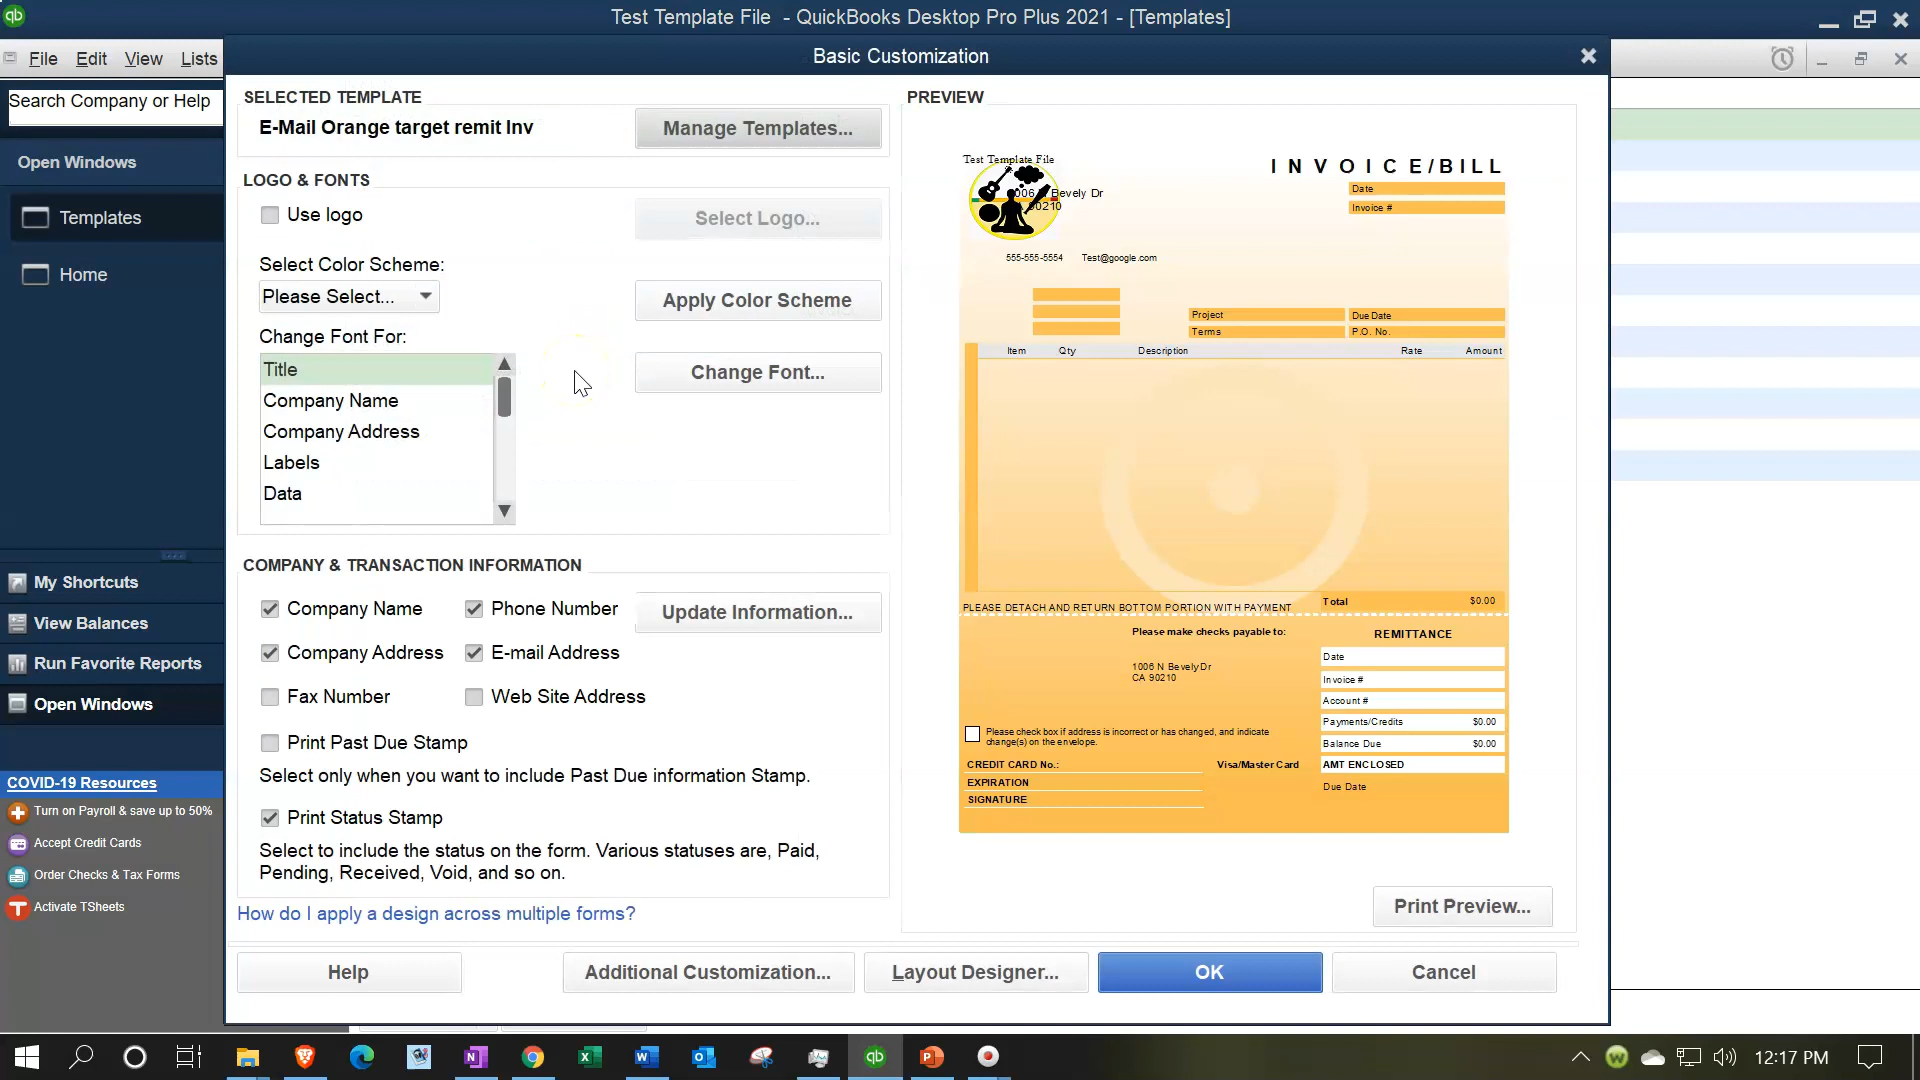 Test Template File - QuickBooks Desktop Pro Plus 2021 - [Templates]
File Edit View Lists
Basic Customization
Search Company or Help
Open Windows
Templates
Home
My Shortcuts
View Balances
Run Favorite Reports
Open Windows
COVID-19 Resources
Turn on Payroll & save up to 50%
Accept Credit Cards
Order Checks & Tax Forms
Activate TSheets
SELECTED TEMPLATE
E-Mail Orange target remit Inv
Manage Templates...
LOGO & FONTS
Use logo
Select Logo...
Select Color Scheme:
Please Select...
Apply Color Scheme
Change Font For:
Title
Company Name
Company Address
Labels
Data
Change Font...
COMPANY & TRANSACTION INFORMATION
Company Name Phone Number
Update Information...
Company Address E-mail Address
Fax Number Web Site Address
Print Past Due Stamp
Select only when you want to include Past Due information Stamp.
Print Status Stamp
Select to include the status on the form. Various statuses are, Paid,
Pending, Received, Void, and so on.
How do I apply a design across multiple forms?
PREVIEW
Test Template File
INVOICE/BILL
Date
Invoice #
1006 N Bevely Dr
90210
555-555-5554 Test@google.com
Project Due Date
Terms P.O. No.
Item Qty Description Rate Amount
PLEASE DETACH AND RETURN BOTTOM PORTION WITH PAYMENT
Total $0.00
Please make checks payable to:
REMITTANCE
1006 N Bevely Dr
CA 90210
Date
Invoice #
Account #
Payments/Credits $0.00
Balance Due $0.00
AMT ENCLOSED
Due Date
Please check box if address is incorrect or has changed, and indicate
change(s) on the envelope.
CREDIT CARD No.: Visa/Master Card
EXPIRATION
SIGNATURE
Print Preview...
Help
Additional Customization...
Layout Designer...
OK
Cancel
12:17 PM